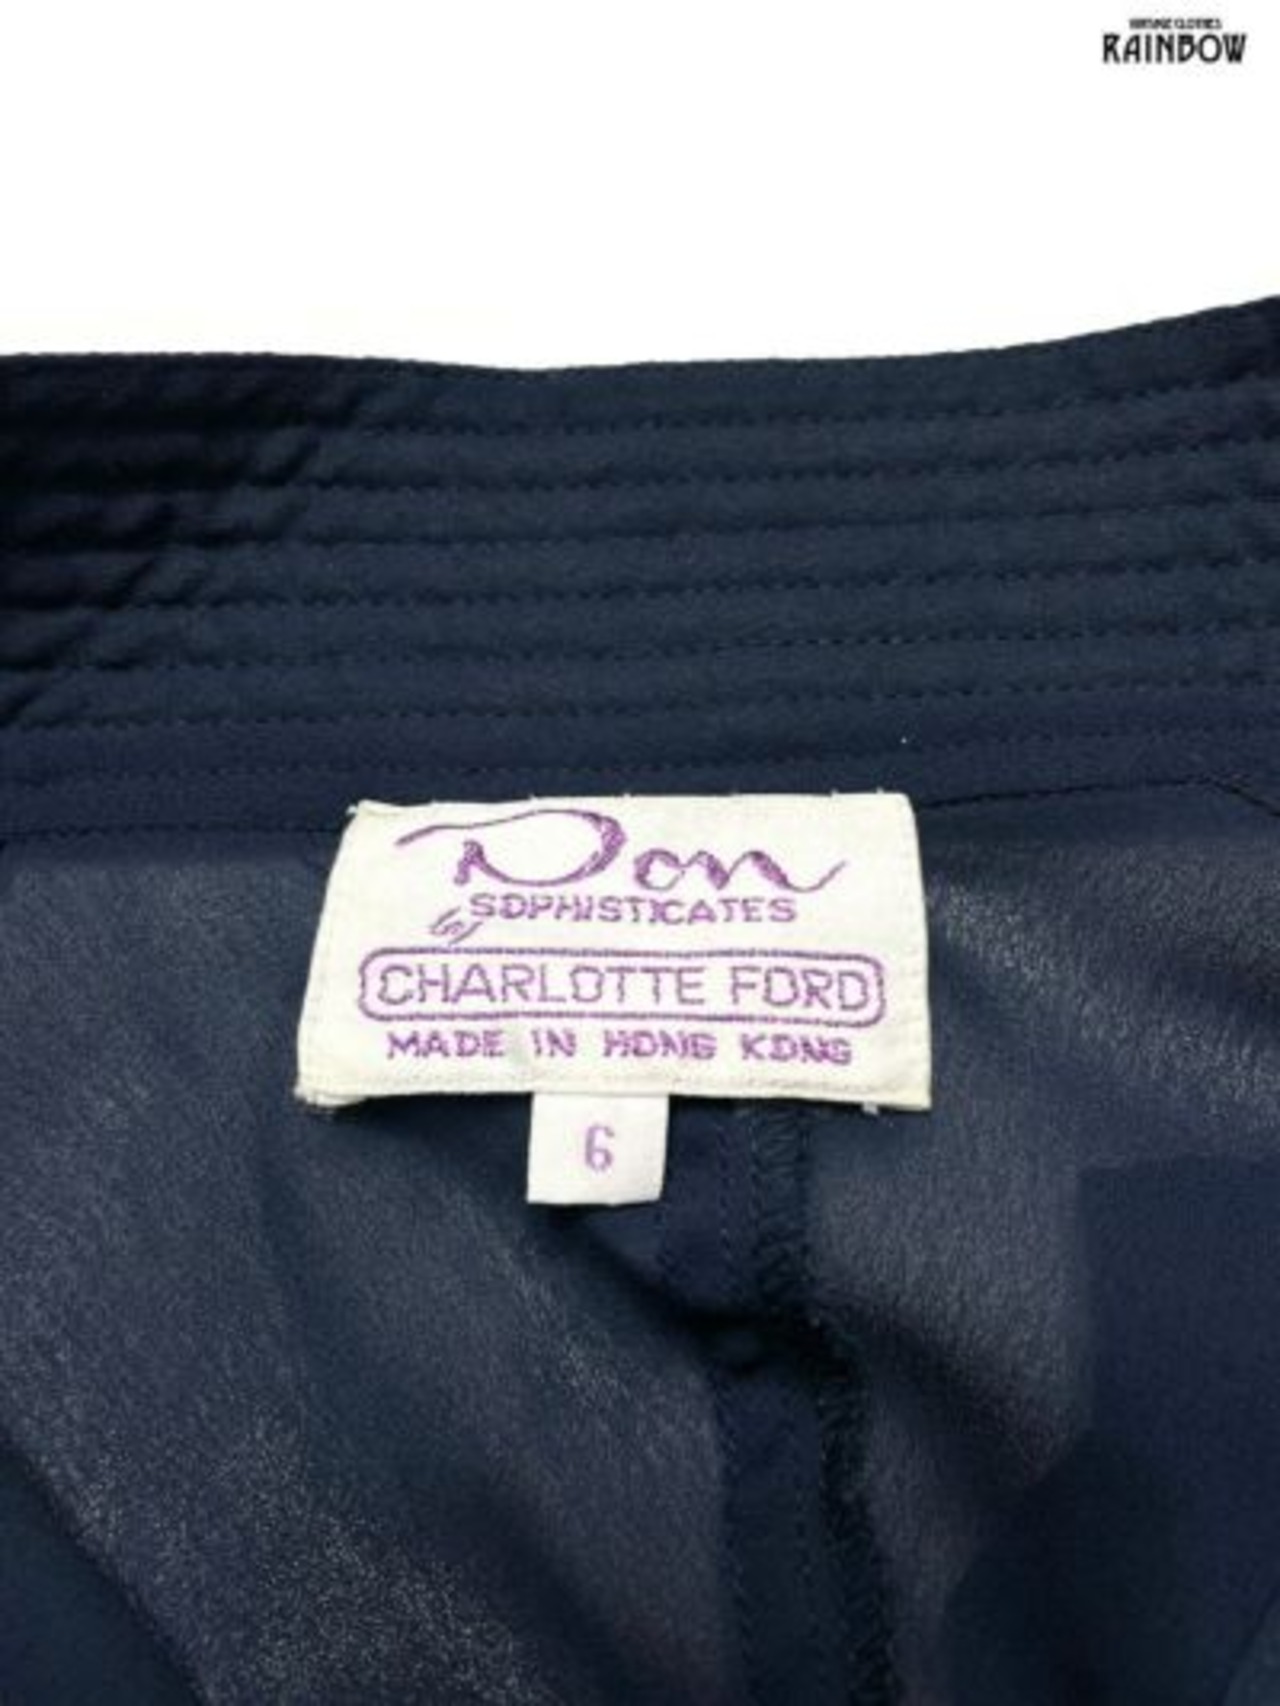 VINTAGE CLOTHES
RAINBOW
Don
SOPHISTICATES
by
CHARLOTTE FORD
MADE IN HONG KONG
6